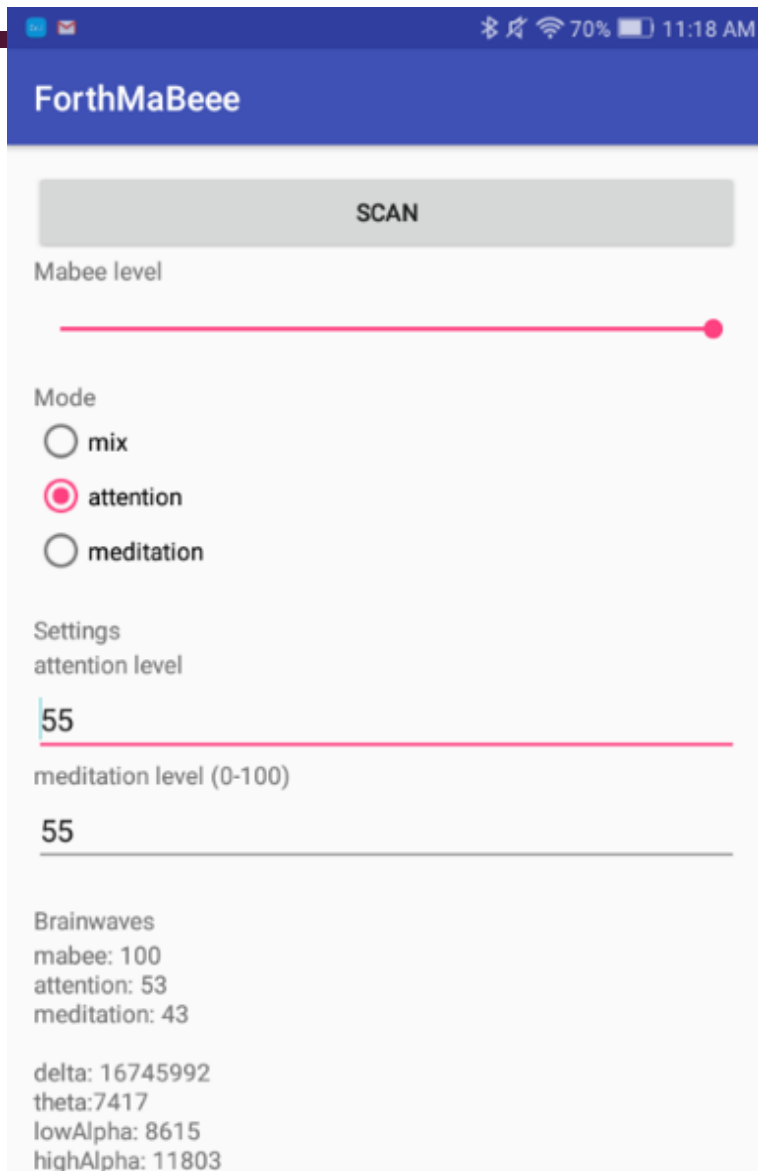 70% 11:18 AM
ForthMaBeee
SCAN
Mabee level
Mode
mix
attention
meditation
Settings
attention level
55
meditation level (0-100)
55
Brainwaves
mabee: 100
attention: 53
meditation: 43
delta: 16745992
theta:7417
lowAlpha: 8615
highAlpha: 11803